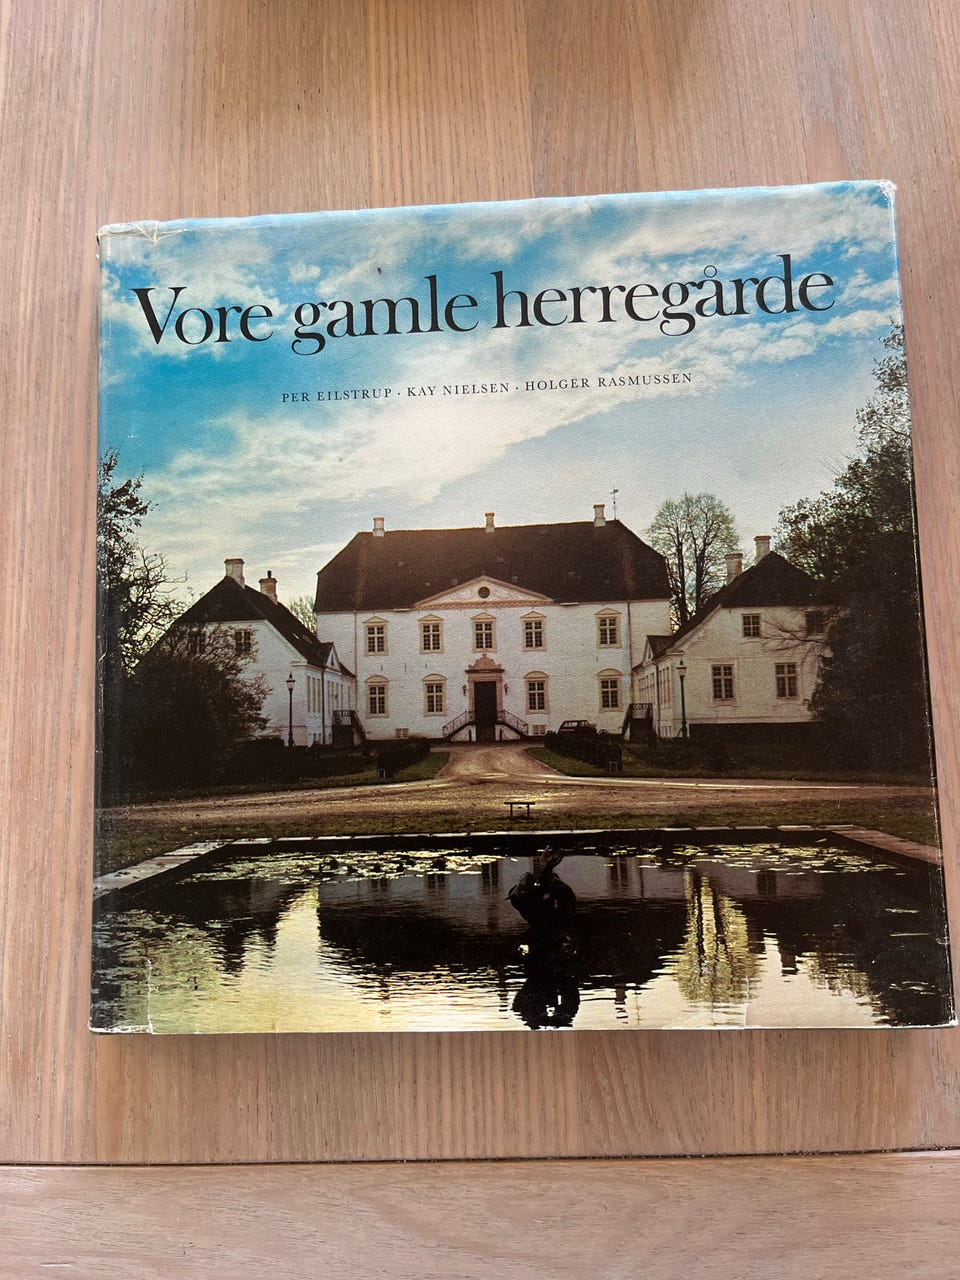 Vore gamle herregårde
PER EILSTRUP · KAY NIELSEN · HOLGER RASMUSSEN